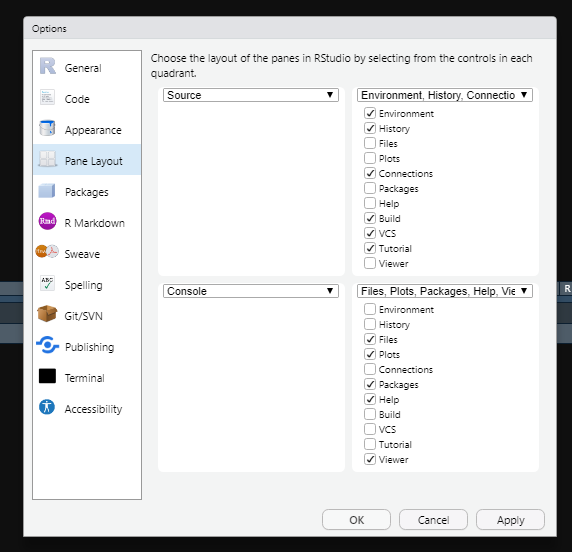 Options
R
General
Code
Appearance
Pane Layout
Packages
Rmd
R Markdown
Sweave
ABC
Spelling
Git/SVN
Publishing
Terminal
Accessibility
Choose the layout of the panes in RStudio by selecting from the controls in each
quadrant.
Source
Environment, History, Connectio
Environment
History
Files
Plots
Connections
Packages
Help
Build
VCS
Tutorial
Viewer
Console
Files, Plots, Packages, Help, Vie
Environment
History
Files
Plots
Connections
Packages
Help
Build
VCS
Tutorial
Viewer
OK Cancel Apply
R